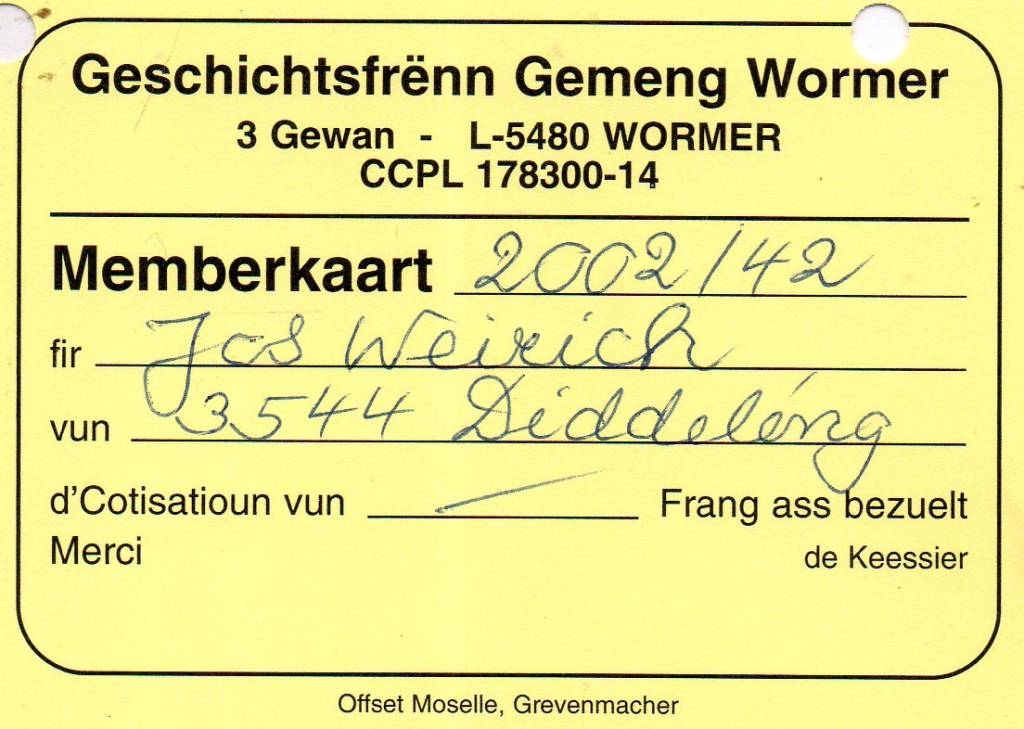 Geschichtsfrënn Gemeng Wormer
3 Gewan - L-5480 WORMER
CCPL 178300-14
Memberkaart 2002/42
fir Jos Weirich
vun 3544 Diddeléng
d'Cotisatioun vun — Frang ass bezuelt
Merci de Keessier
Offset Moselle, Grevenmacher